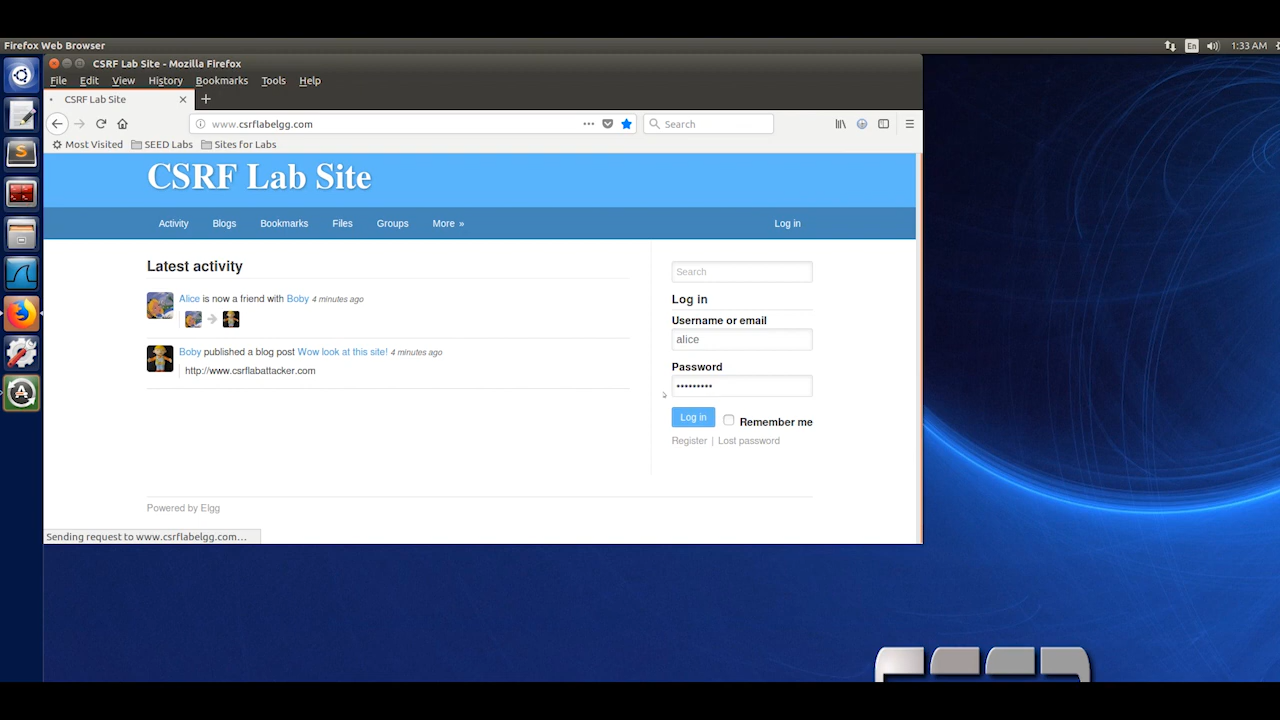 Firefox Web Browser
En
1:33 AM
CSRF Lab Site - Mozilla Firefox
File Edit View History Bookmarks Tools Help
CSRF Lab Site
www.csrflabelgg.com
Search
Most Visited SEED Labs Sites for Labs
CSRF Lab Site
Activity Blogs Bookmarks Files Groups More » Log in
Latest activity
Alice is now a friend with Boby 4 minutes ago
Boby published a blog post Wow look at this site! 4 minutes ago
http://www.csrflabattacker.com
Search
Log in
Username or email
alice
Password
•••••••••
Log in Remember me
Register | Lost password
Powered by Elgg
Sending request to www.csrflabelgg.com…